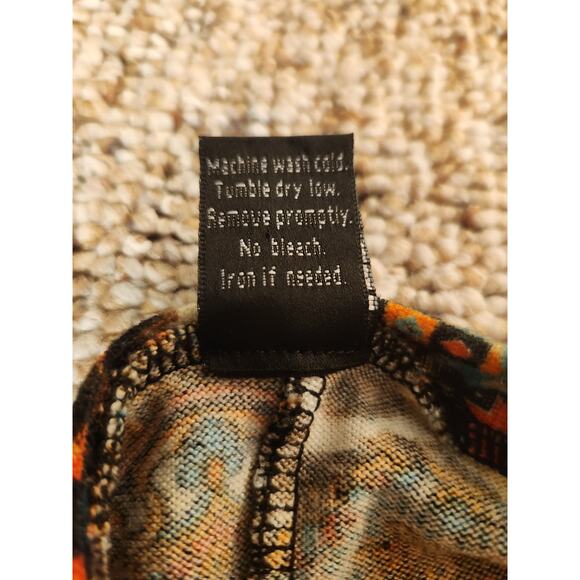 Machine wash cold.
Tumble dry low.
Remove promptly.
No bleach.
Iron if needed.